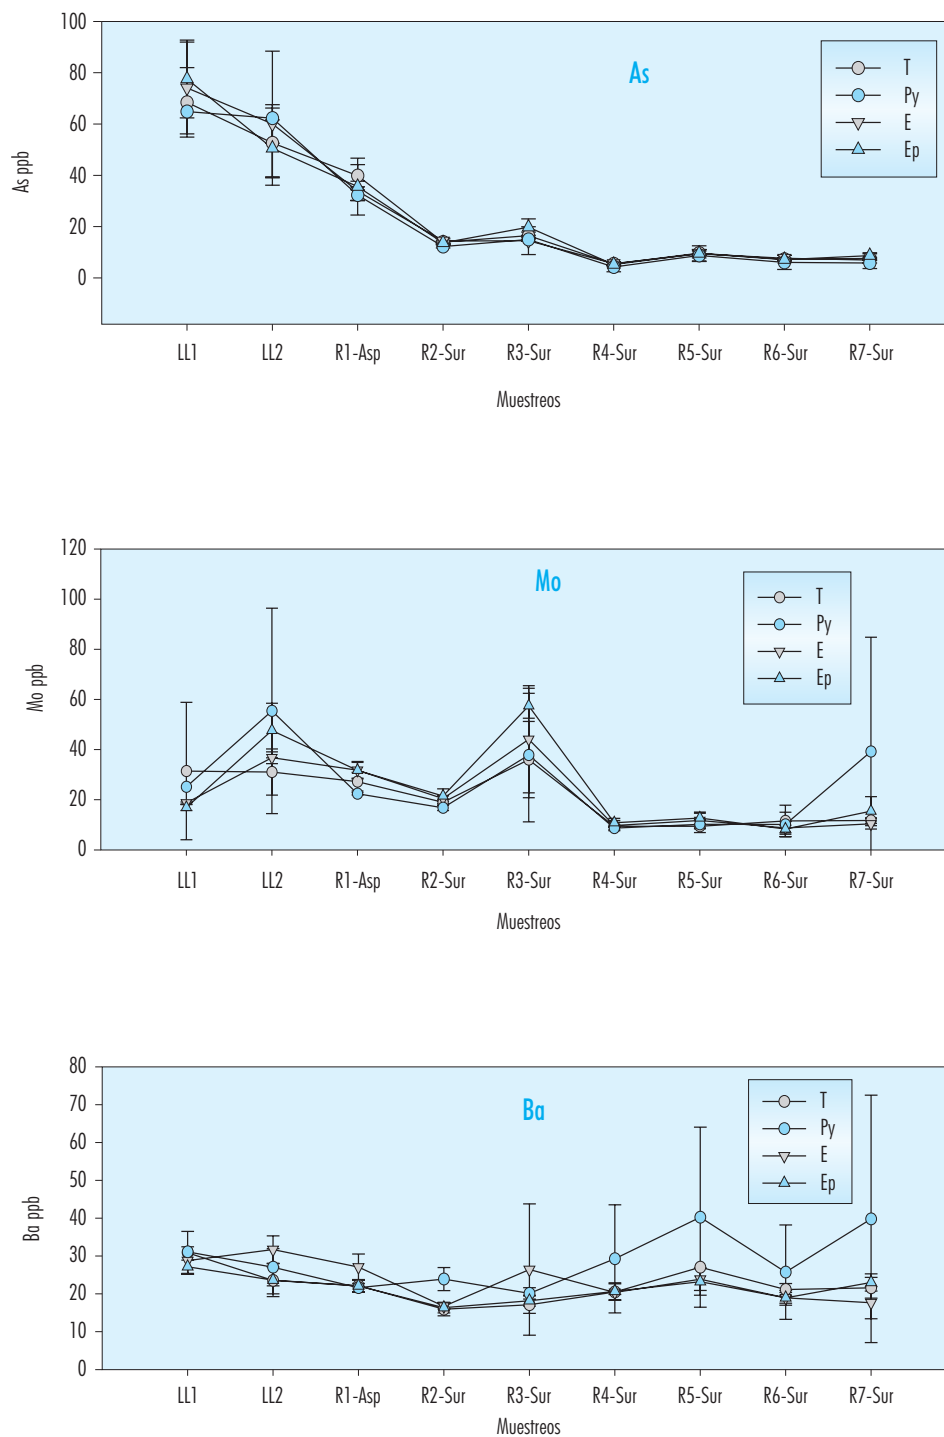 100
80
60
40
20
0
As ppb
As
T
Py
E
Ep
LL1 LL2 R1-Asp R2-Sur R3-Sur R4-Sur R5-Sur R6-Sur R7-Sur
Muestreos
120
100
80
60
40
20
0
Mo ppb
Mo
T
Py
E
Ep
LL1 LL2 R1-Asp R2-Sur R3-Sur R4-Sur R5-Sur R6-Sur R7-Sur
Muestreos
80
70
60
50
40
30
20
10
0
Ba ppb
Ba
T
Py
E
Ep
LL1 LL2 R1-Asp R2-Sur R3-Sur R4-Sur R5-Sur R6-Sur R7-Sur
Muestreos